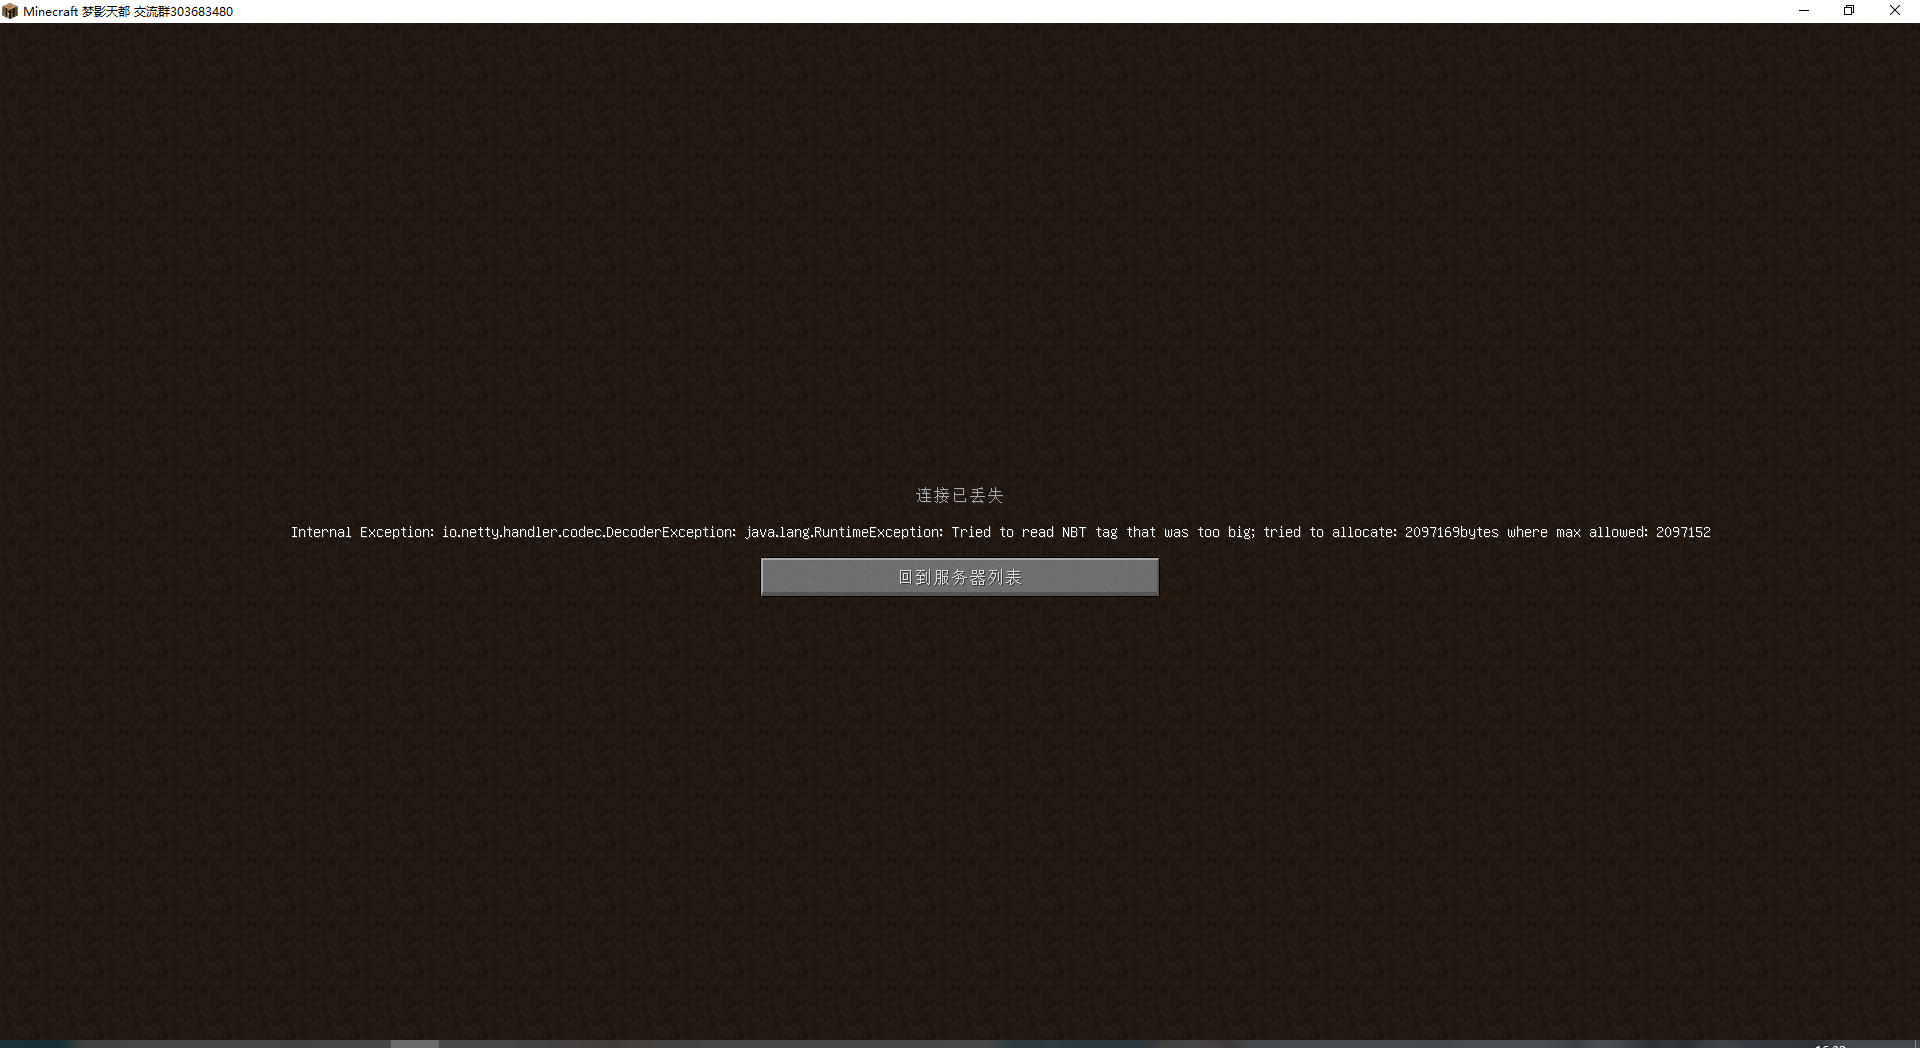 Minecraft 梦影天都 交流群303683480
连接已丢失
Internal Exception: io.netty.handler.codec.DecoderException: java.lang.RuntimeException: Tried to read NBT tag that was too big; tried to allocate: 2097169bytes where max allowed: 2097152
回到服务器列表